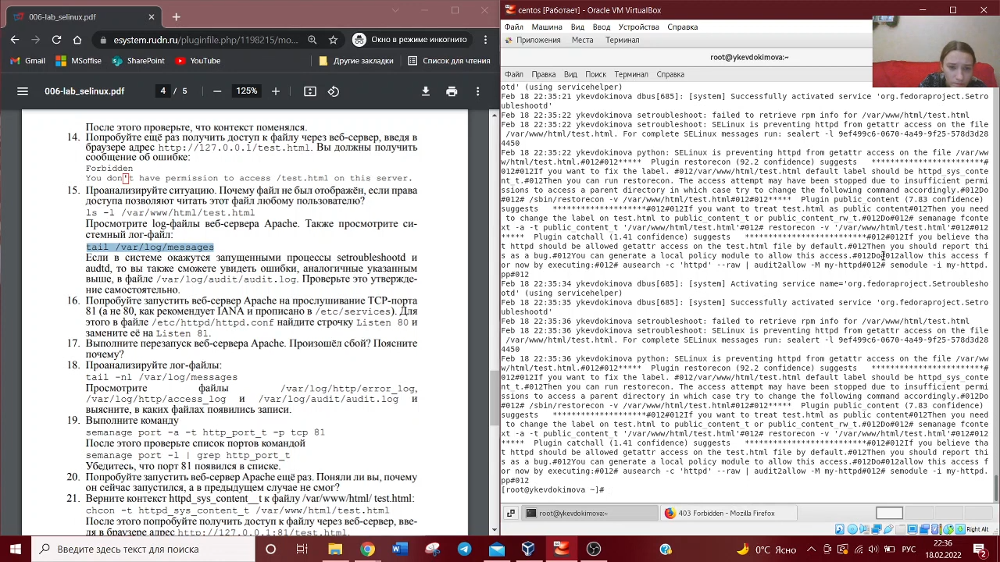 006-lab_selinux.pdf
esystem.rudn.ru/pluginfile.php/1198215/mo...
Окно в режиме инкогнито
Gmail
MSoffise
SharePoint
YouTube
Другие закладки
Список для чтения
006-lab_selinux.pdf
4 / 5
125%
После этого проверьте, что контекст поменялся.
14. Попробуйте ещё раз получить доступ к файлу через веб-сервер, введя в
браузере адрес http://127.0.0.1/test.html. Вы должны получить
сообщение об ошибке:
Forbidden
You don't have permission to access /test.html on this server.
15. Проанализируйте ситуацию. Почему файл не был отображён, если права
доступа позволяют читать этот файл любому пользователю?
ls -l /var/www/html/test.html
Просмотрите log-файлы веб-сервера Apache. Также просмотрите си-
стемный лог-файл:
tail /var/log/messages
Если в системе окажутся запущенными процессы setroubleshootd и
audtd, то вы также сможете увидеть ошибки, аналогичные указанным
выше, в файле /var/log/audit/audit.log. Проверьте это утвержде-
ние самостоятельно.
16. Попробуйте запустить веб-сервер Apache на прослушивание TCP-порта
81 (а не 80, как рекомендует IANA и прописано в /etc/services). Для
этого в файле /etc/httpd/httpd.conf найдите строчку Listen 80 и
замените её на Listen 81.
17. Выполните перезапуск веб-сервера Apache. Произошёл сбой? Поясните
почему?
18. Проанализируйте лог-файлы:
tail -nl /var/log/messages
Просмотрите файлы /var/log/http/error_log,
/var/log/http/access_log и /var/log/audit/audit.log и
выясните, в каких файлах появились записи.
19. Выполните команду
semanage port -a -t http_port_t -р tcp 81
После этого проверьте список портов командой
semanage port -l | grep http_port_t
Убедитесь, что порт 81 появился в списке.
20. Попробуйте запустить веб-сервер Apache ещё раз. Поняли ли вы, почему
он сейчас запустился, а в предыдущем случае не смог?
21. Верните контекст httpd_sys_content__t к файлу /var/www/html/ test.html:
chcon -t httpd_sys_content_t /var/www/html/test.html
После этого попробуйте получить доступ к файлу через веб-сервер, вве-
дя в браузере адрес http://127.0.0.1:81/test.html.
centos [Работает] - Oracle VM VirtualBox
Файл Машина Вид Ввод Устройства Справка
Приложения Места Терминал
root@ykevdokimova:~
Файл Правка Вид Поиск Терминал Справка
otd' (using servicehelper)
Feb 18 22:35:21 ykevdokimova dbus[685]: [system] Successfully activated service 'org.fedoraproject.Setro
ubleshootd'
Feb 18 22:35:22 ykevdokimova setroubleshoot: failed to retrieve rpm info for /var/www/html/test.html
Feb 18 22:35:22 ykevdokimova setroubleshoot: SELinux is preventing httpd from getattr access on the file
/var/www/html/test.html. For complete SELinux messages run: sealert -l 9ef499c6-0670-4a49-9f25-578d3d28
4450
Feb 18 22:35:22 ykevdokimova python: SELinux is preventing httpd from getattr access on the file /var/ww
w/html/test.html.#012#012***** Plugin restorecon (92.2 confidence) suggests ************************#
012#012If you want to fix the label. #012/var/www/html/test.html default label should be httpd_sys_conte
nt_t.#012Then you can run restorecon. The access attempt may have been stopped due to insufficient permi
ssions to access a parent directory in which case try to change the following command accordingly.#012Do
#012# /sbin/restorecon -v /var/www/html/test.html#012#012***** Plugin public_content (7.83 confidence)
suggests **********************#012#012If you want to treat test.html as public content#012Then you need
to change the label on test.html to public_content_t or public_content_rw_t.#012Do#012# semanage fconte
xt -a -t public_content_t '/var/www/html/test.html'#012# restorecon -v '/var/www/html/test.html'#012#012
***** Plugin catchall (1.41 confidence) suggests **************************#012#012If you believe tha
t httpd should be allowed getattr access on the test.html file by default.#012Then you should report thi
s as a bug.#012You can generate a local policy module to allow this access.#012Do#012allow this access f
or now by executing:#012# ausearch -c 'httpd' --raw | audit2allow -M my-httpd#012# semodule -i my-httpd.
pp#012
Feb 18 22:35:34 ykevdokimova dbus[685]: [system] Activating service name='org.fedoraproject.Setroublesho
otd' (using servicehelper)
Feb 18 22:35:35 ykevdokimova dbus[685]: [system] Successfully activated service 'org.fedoraproject.Setro
ubleshootd'
Feb 18 22:35:36 ykevdokimova setroubleshoot: failed to retrieve rpm info for /var/www/html/test.html
Feb 18 22:35:36 ykevdokimova setroubleshoot: SELinux is preventing httpd from getattr access on the file
/var/www/html/test.html. For complete SELinux messages run: sealert -l 9ef499c6-0670-4a49-9f25-578d3d28
4450
Feb 18 22:35:36 ykevdokimova python: SELinux is preventing httpd from getattr access on the file /var/ww
w/html/test.html.#012#012***** Plugin restorecon (92.2 confidence) suggests ************************#
012#012If you want to fix the label. #012/var/www/html/test.html default label should be httpd_sys_conte
nt_t.#012Then you can run restorecon. The access attempt may have been stopped due to insufficient permi
ssions to access a parent directory in which case try to change the following command accordingly.#012Do
#012# /sbin/restorecon -v /var/www/html/test.html#012#012***** Plugin public_content (7.83 confidence)
suggests **********************#012#012If you want to treat test.html as public content#012Then you need
to change the label on test.html to public_content_t or public_content_rw_t.#012Do#012# semanage fconte
xt -a -t public_content_t '/var/www/html/test.html'#012# restorecon -v '/var/www/html/test.html'#012#012
***** Plugin catchall (1.41 confidence) suggests **************************#012#012If you believe tha
t httpd should be allowed getattr access on the test.html file by default.#012Then you should report thi
s as a bug.#012You can generate a local policy module to allow this access.#012Do#012allow this access f
or now by executing:#012# ausearch -c 'httpd' --raw | audit2allow -M my-httpd#012# semodule -i my-httpd.
pp#012
[root@ykevdokimova ~]#
root@ykevdokimova:~
403 Forbidden - Mozilla Firefox
Right Alt
Введите здесь текст для поиска
0°C Ясно
РУС
22:36
18.02.2022
2